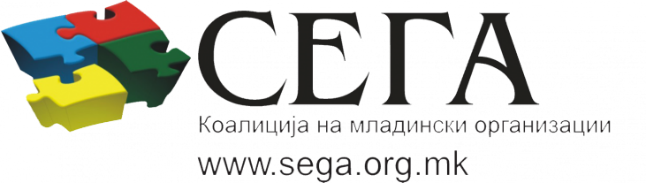 СЕГА
Коалиција на младински организации
www.sega.org.mk